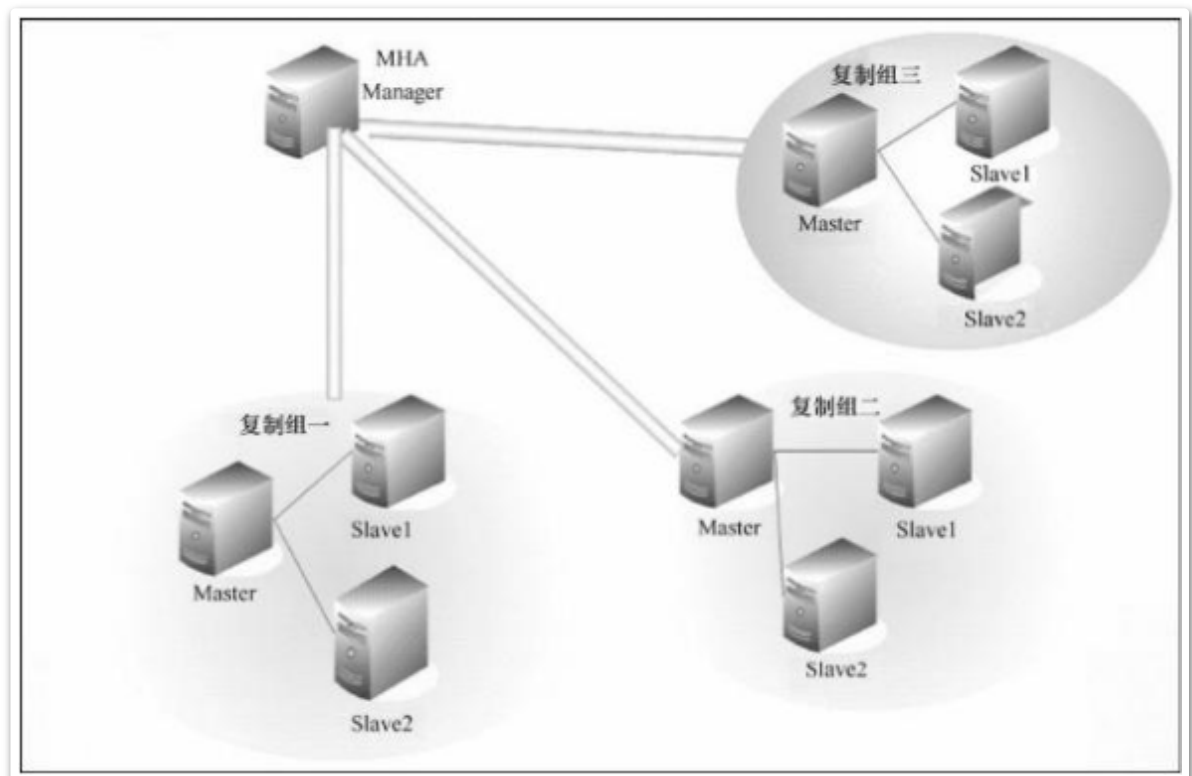 MHA
Manager
复制组三
Slave1
Master
Slave2
复制组一
Slave1
Master
Slave2
复制组二
Master
Slave1
Slave2